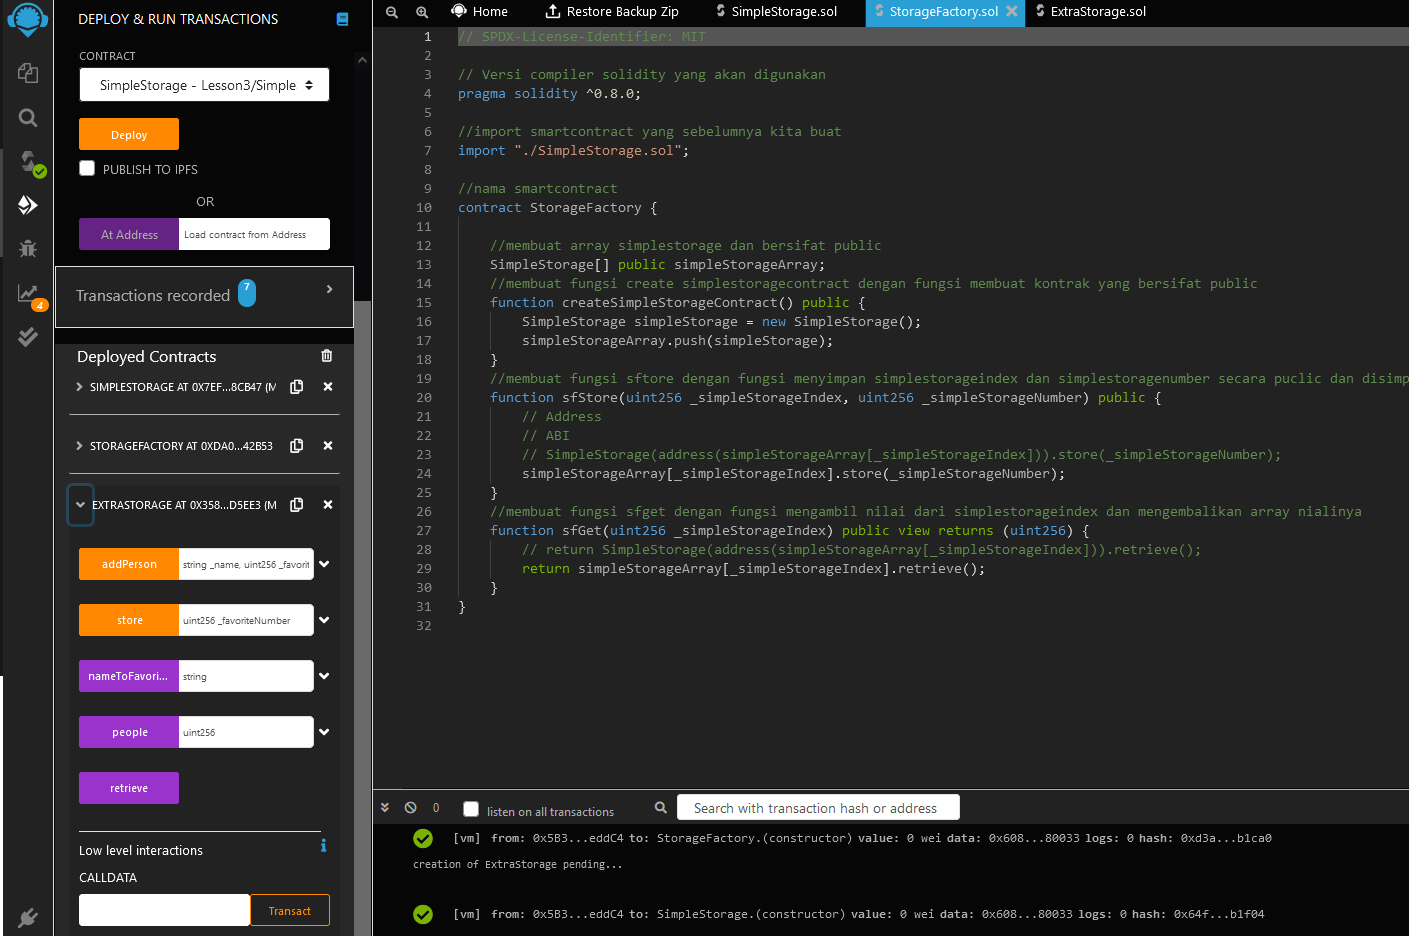 DEPLOY & RUN TRANSACTIONS
CONTRACT
SimpleStorage - Lesson3/Simple
Deploy
PUBLISH TO IPFS
OR
At Address
Load contract from Address
Transactions recorded
7
4
Deployed Contracts
SIMPLESTORAGE AT 0X7EF...8CB47 (M
STORAGEFACTORY AT 0XDA0...42B53
EXTRASTORAGE AT 0X358...D5EE3 (M
addPerson
string _name, uint256 _favorit
store
uint256 _favoriteNumber
nameToFavori...
string
people
uint256
retrieve
Low level interactions
i
CALLDATA
Transact
Home
Restore Backup Zip
SimpleStorage.sol
StorageFactory.sol
ExtraStorage.sol
1 // SPDX-License-Identifier: MIT
2
3 // Versi compiler solidity yang akan digunakan
4 pragma solidity ^0.8.0;
5
6 //import smartcontract yang sebelumnya kita buat
7 import "./SimpleStorage.sol";
8
9 //nama smartcontract
10 contract StorageFactory {
11
12 //membuat array simplestorage dan bersifat public
13 SimpleStorage[] public simpleStorageArray;
14 //membuat fungsi create simplestoragecontract dengan fungsi membuat kontrak yang bersifat public
15 function createSimpleStorageContract() public {
16 SimpleStorage simpleStorage = new SimpleStorage();
17 simpleStorageArray.push(simpleStorage);
18 }
19 //membuat fungsi sftore dengan fungsi menyimpan simplestorageindex dan simplestoragenumber secara puclic dan disimp
20 function sfStore(uint256 _simpleStorageIndex, uint256 _simpleStorageNumber) public {
21 // Address
22 // ABI
23 // SimpleStorage(address(simpleStorageArray[_simpleStorageIndex])).store(_simpleStorageNumber);
24 simpleStorageArray[_simpleStorageIndex].store(_simpleStorageNumber);
25 }
26 //membuat fungsi sfget dengan fungsi mengambil nilai dari simplestorageindex dan mengembalikan array nialinya
27 function sfGet(uint256 _simpleStorageIndex) public view returns (uint256) {
28 // return SimpleStorage(address(simpleStorageArray[_simpleStorageIndex])).retrieve();
29 return simpleStorageArray[_simpleStorageIndex].retrieve();
30 }
31 }
32
0
listen on all transactions
Search with transaction hash or address
[vm] from: 0x5B3...eddC4 to: StorageFactory.(constructor) value: 0 wei data: 0x608...80033 logs: 0 hash: 0xd3a...b1ca0
creation of ExtraStorage pending...
[vm] from: 0x5B3...eddC4 to: SimpleStorage.(constructor) value: 0 wei data: 0x608...80033 logs: 0 hash: 0x64f...b1f04